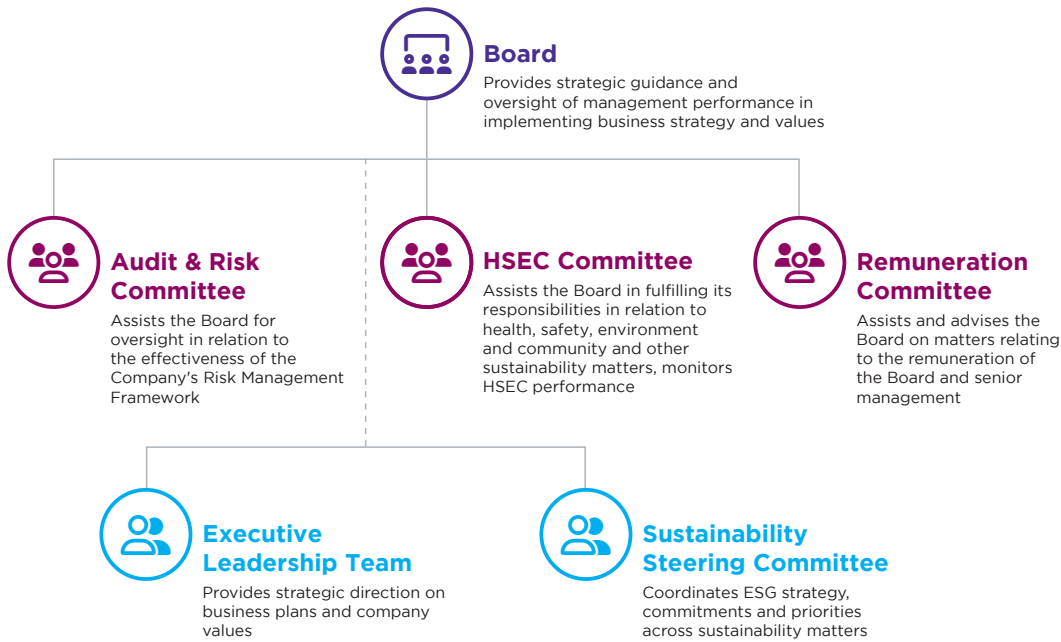 Board
Provides strategic guidance and
oversight of management performance in
implementing business strategy and values
Audit & Risk
Committee
Assists the Board for
oversight in relation to
the effectiveness of the
Company's Risk Management
Framework
HSEC Committee
Assists the Board in fulfilling its
responsibilities in relation to
health, safety, environment
and community and other
sustainability matters, monitors
HSEC performance
Remuneration
Committee
Assists and advises the
Board on matters relating
to the remuneration of
the Board and senior
management
Executive
Leadership Team
Provides strategic direction on
business plans and company
values
Sustainability
Steering Committee
Coordinates ESG strategy,
commitments and priorities
across sustainability matters